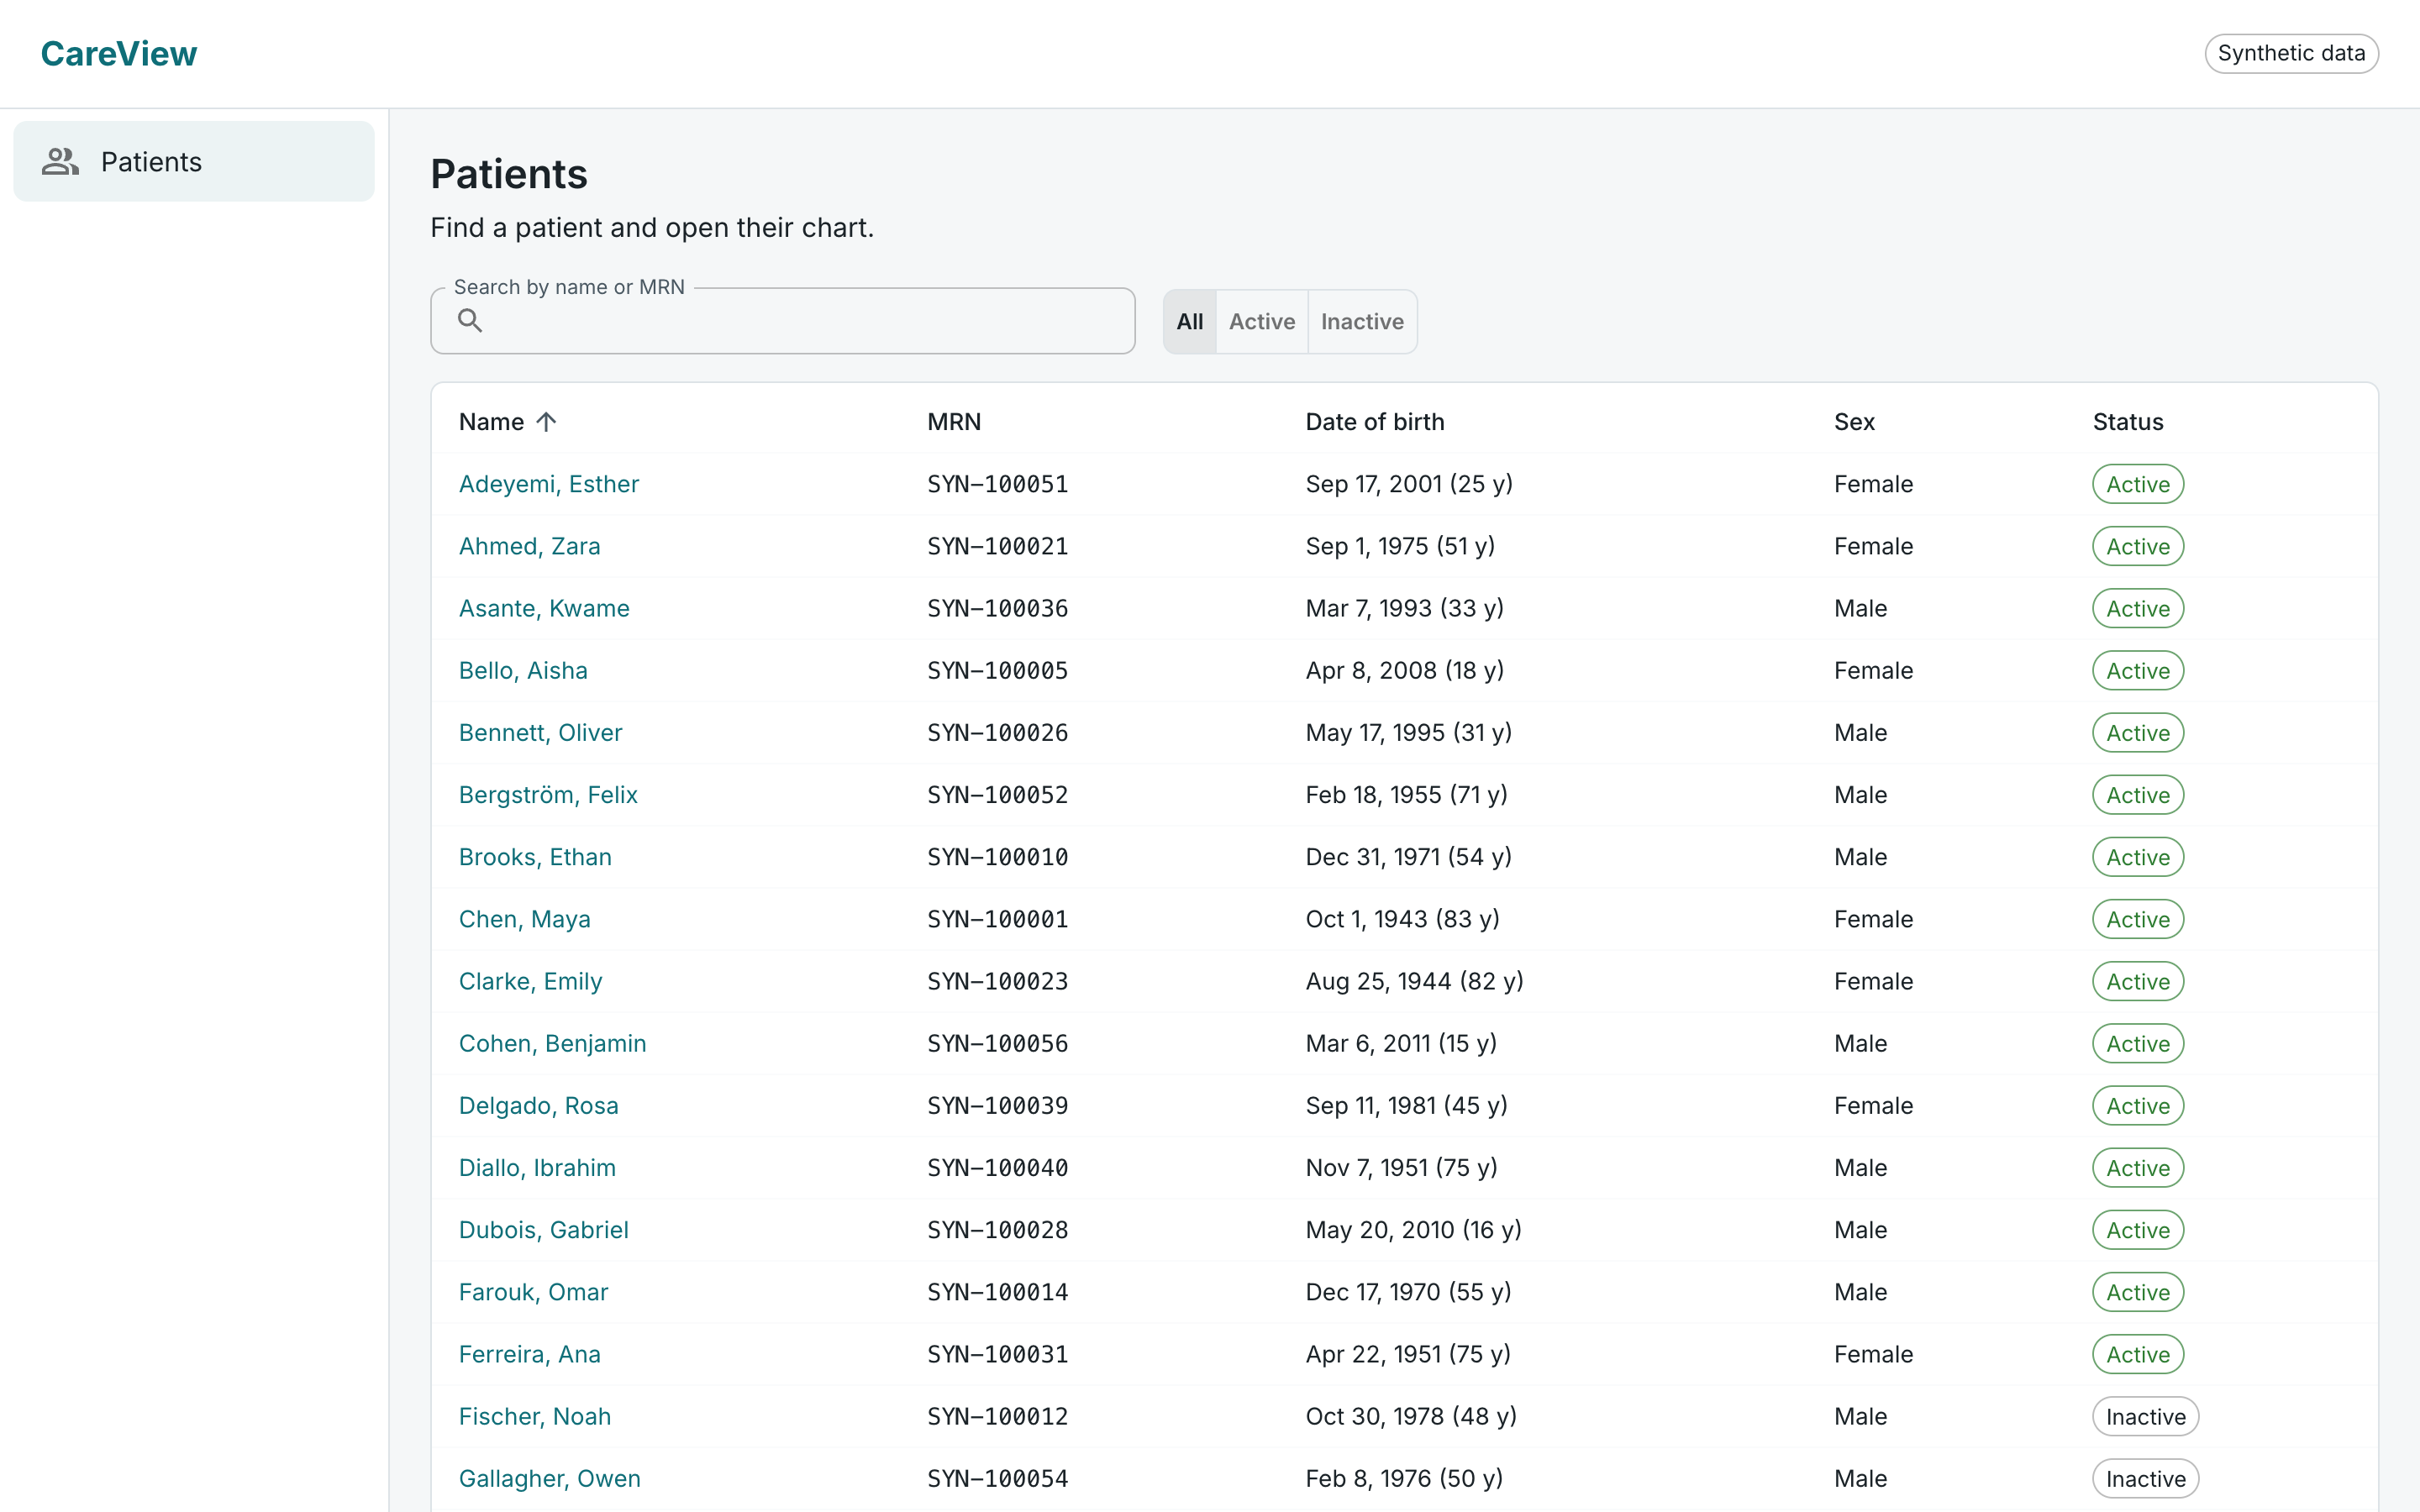 CareView
Synthetic data
Patients
Patients
Find a patient and open their chart.
Search by name or MRN
All Active Inactive
Name MRN Date of birth Sex Status
Adeyemi, Esther SYN-100051 Sep 17, 2001 (25 y) Female Active
Ahmed, Zara SYN-100021 Sep 1, 1975 (51 y) Female Active
Asante, Kwame SYN-100036 Mar 7, 1993 (33 y) Male Active
Bello, Aisha SYN-100005 Apr 8, 2008 (18 y) Female Active
Bennett, Oliver SYN-100026 May 17, 1995 (31 y) Male Active
Bergström, Felix SYN-100052 Feb 18, 1955 (71 y) Male Active
Brooks, Ethan SYN-100010 Dec 31, 1971 (54 y) Male Active
Chen, Maya SYN-100001 Oct 1, 1943 (83 y) Female Active
Clarke, Emily SYN-100023 Aug 25, 1944 (82 y) Female Active
Cohen, Benjamin SYN-100056 Mar 6, 2011 (15 y) Male Active
Delgado, Rosa SYN-100039 Sep 11, 1981 (45 y) Female Active
Diallo, Ibrahim SYN-100040 Nov 7, 1951 (75 y) Male Active
Dubois, Gabriel SYN-100028 May 20, 2010 (16 y) Male Active
Farouk, Omar SYN-100014 Dec 17, 1970 (55 y) Male Active
Ferreira, Ana SYN-100031 Apr 22, 1951 (75 y) Female Active
Fischer, Noah SYN-100012 Oct 30, 1978 (48 y) Male Inactive
Gallagher, Owen SYN-100054 Feb 8, 1976 (50 y) Male Inactive